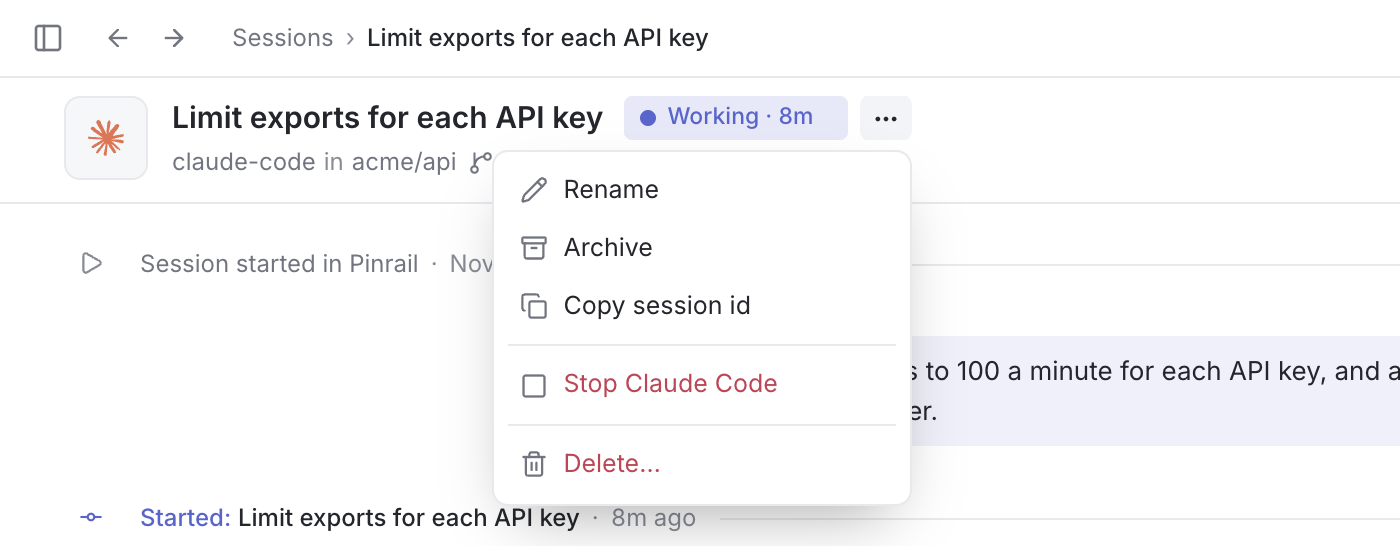 Sessions › Limit exports for each API key
Limit exports for each API key
Working · 8m
claude-code in acme/api
Rename
Session started in Pinrail · Nov
Archive
Copy session id
s to 100 a minute for each API key, and a
Stop Claude Code
er.
Delete...
Started: Limit exports for each API key · 8m ago